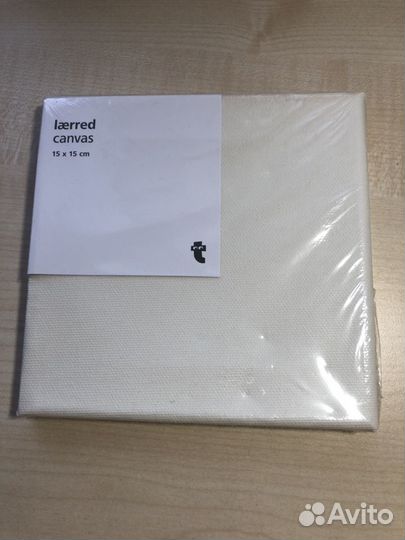 lærred
canvas
15 x 15 cm
t
Avito